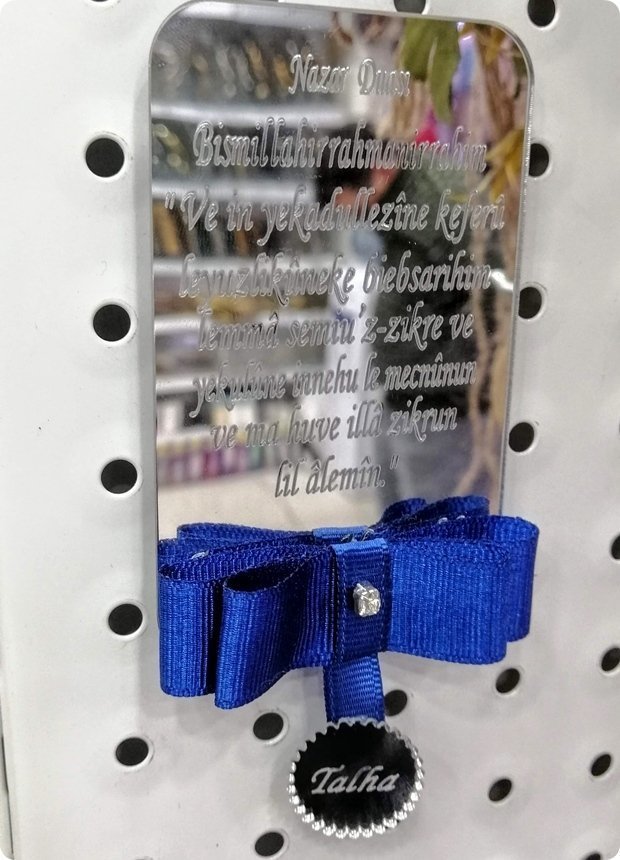 Nazar Duası
Bismillahirrahmanirrahim
"Ve in yekadullezîne keferû
leyuzlikûneke biebsarihim
lemmâ semiu'z-zikre ve
yekulûne innehu le mecnûnun
ve ma huve illâ zikrun
lil âlemîn."
Talha